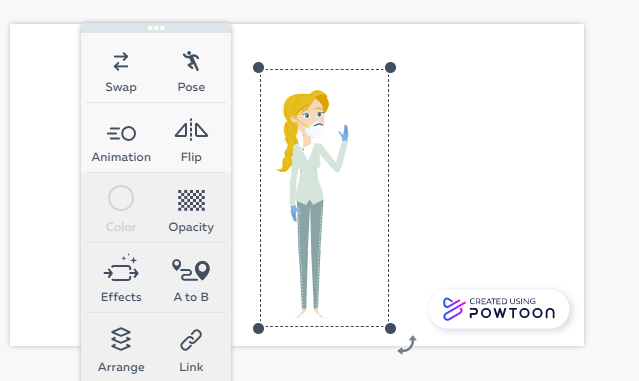 Swap Pose
Animation Flip
Color Opacity
Effects A to B
Arrange Link
CREATED USING
POWTOON